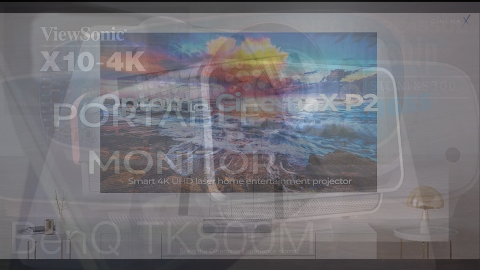 ViewSonic
X10-4K
Optoma CinemaX P2
PORTABLE
MONITOR
Smart 4K UHD laser home entertainment projector
BenQ TK800M